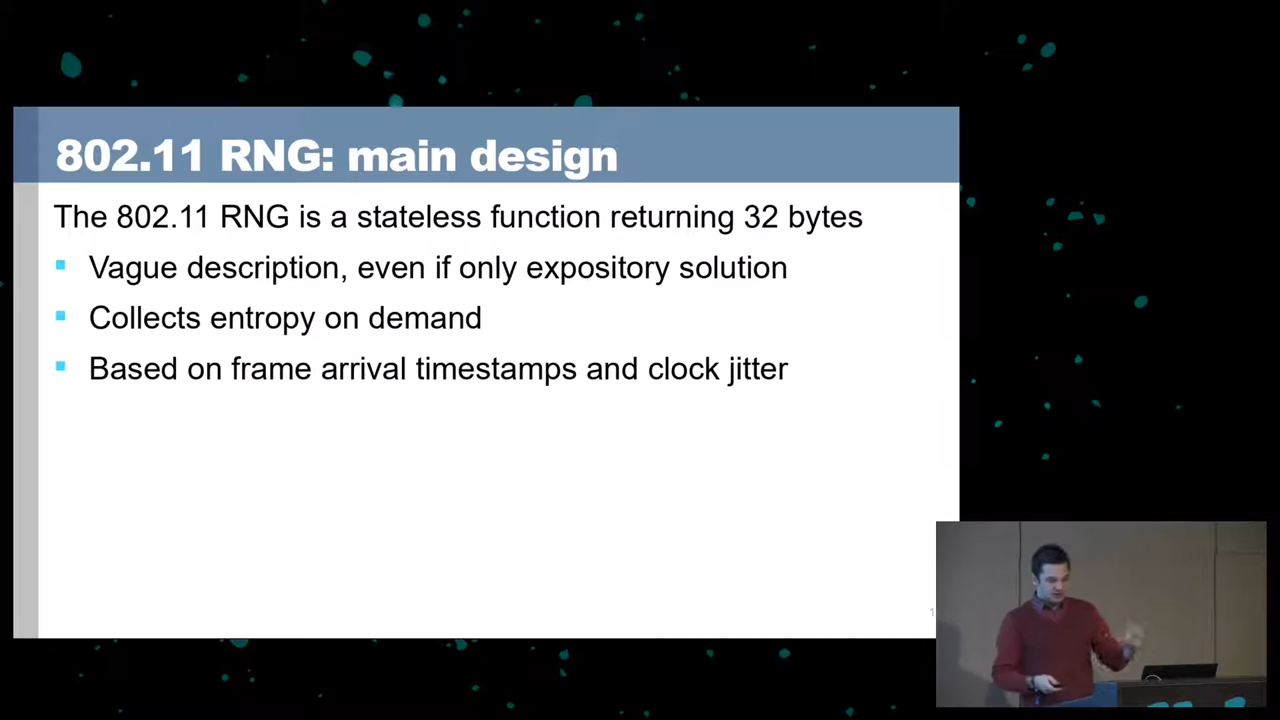 802.11 RNG: main design
The 802.11 RNG is a stateless function returning 32 bytes
Vague description, even if only expository solution
Collects entropy on demand
Based on frame arrival timestamps and clock jitter